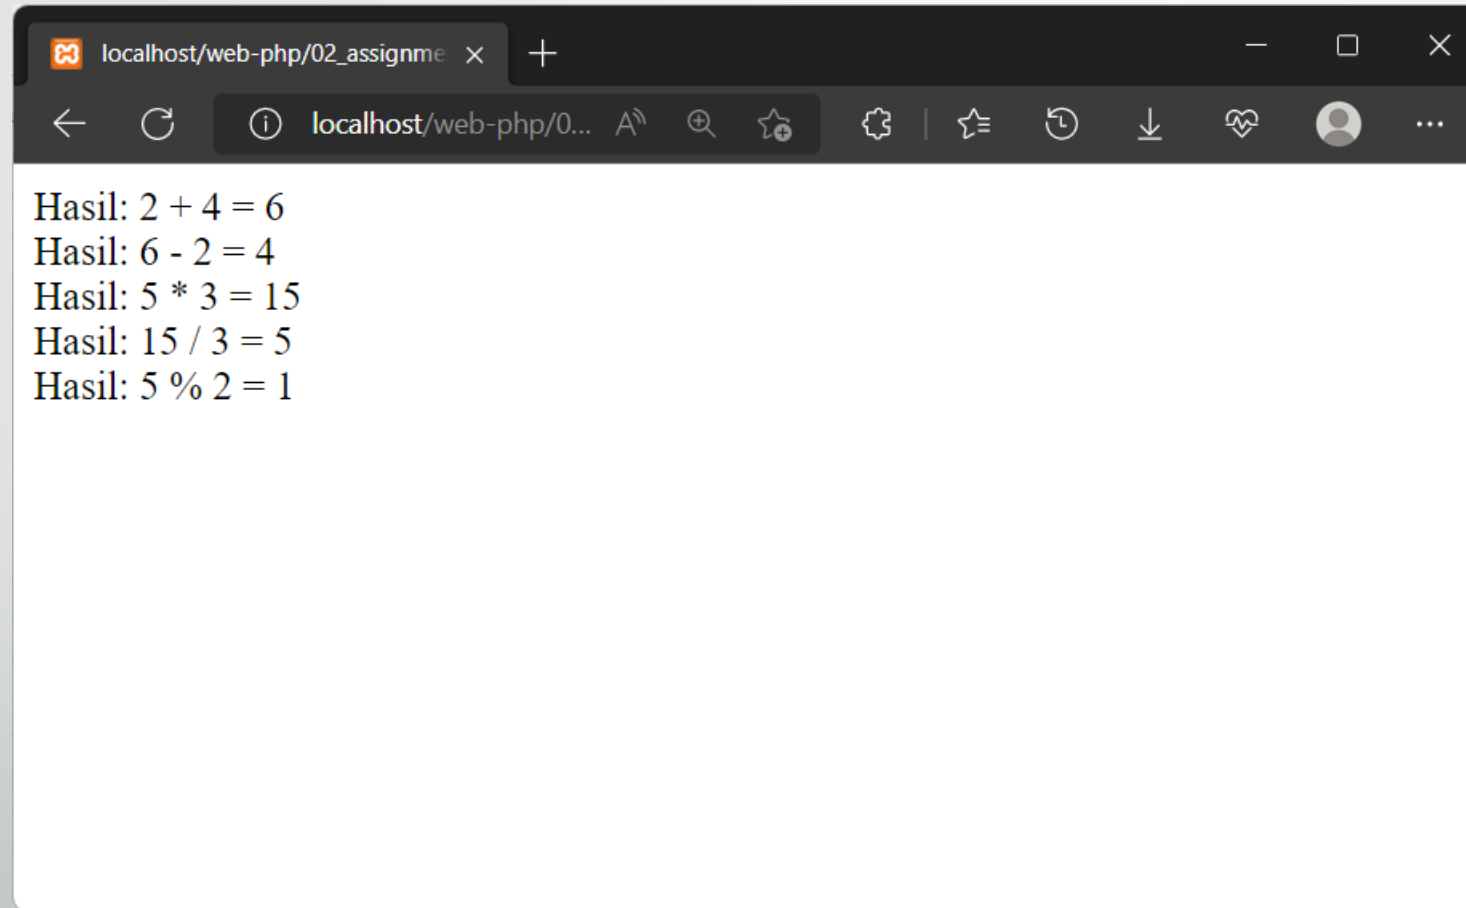 localhost/web-php/02_assignme
localhost/web-php/0...
Hasil: 2 + 4 = 6
Hasil: 6 - 2 = 4
Hasil: 5 * 3 = 15
Hasil: 15 / 3 = 5
Hasil: 5 % 2 = 1